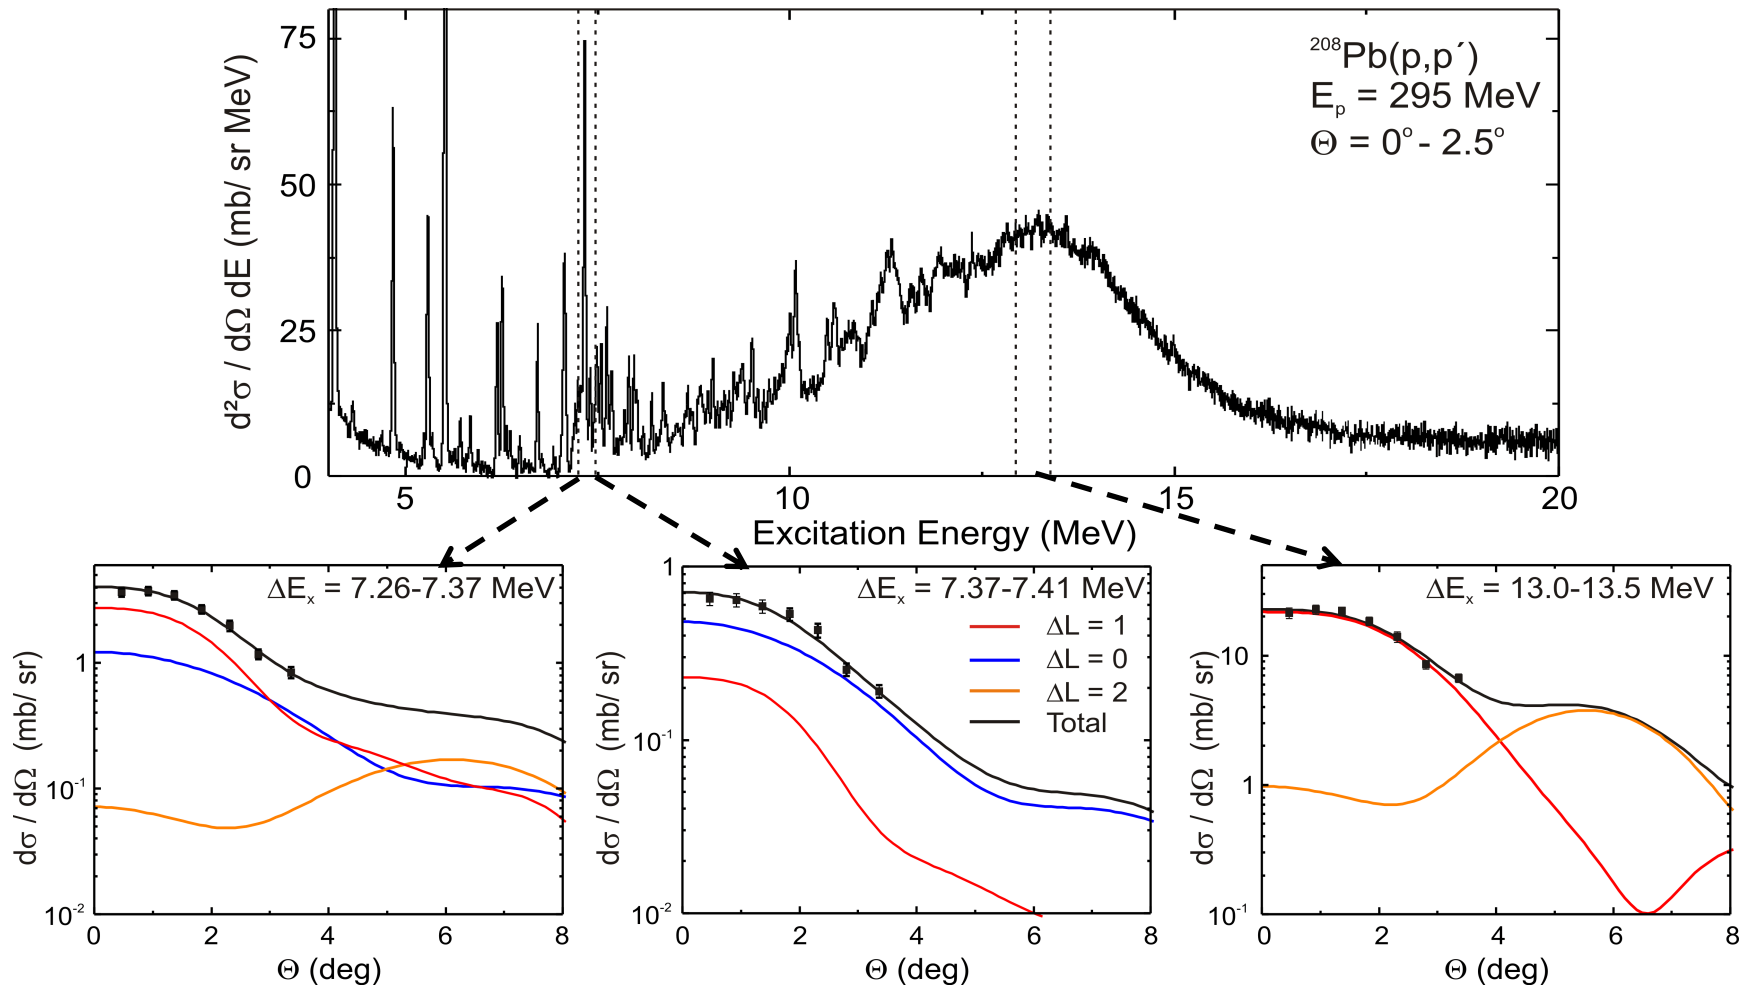 75
50
25
0
d²σ / dΩ dE (mb/ sr MeV)
²⁰⁸Pb(p,p´)
Eₚ = 295 MeV
Θ = 0° - 2.5°
5
10
15
20
Excitation Energy (MeV)
ΔEₓ = 7.26-7.37 MeV
1
10⁻¹
10⁻²
dσ / dΩ (mb/ sr)
0
2
4
6
8
Θ (deg)
ΔEₓ = 7.37-7.41 MeV
ΔL = 1
ΔL = 0
ΔL = 2
Total
1
10⁻¹
10⁻²
dσ / dΩ (mb/ sr)
0
2
4
6
8
Θ (deg)
ΔEₓ = 13.0-13.5 MeV
10
1
10⁻¹
dσ / dΩ (mb/ sr)
0
2
4
6
8
Θ (deg)